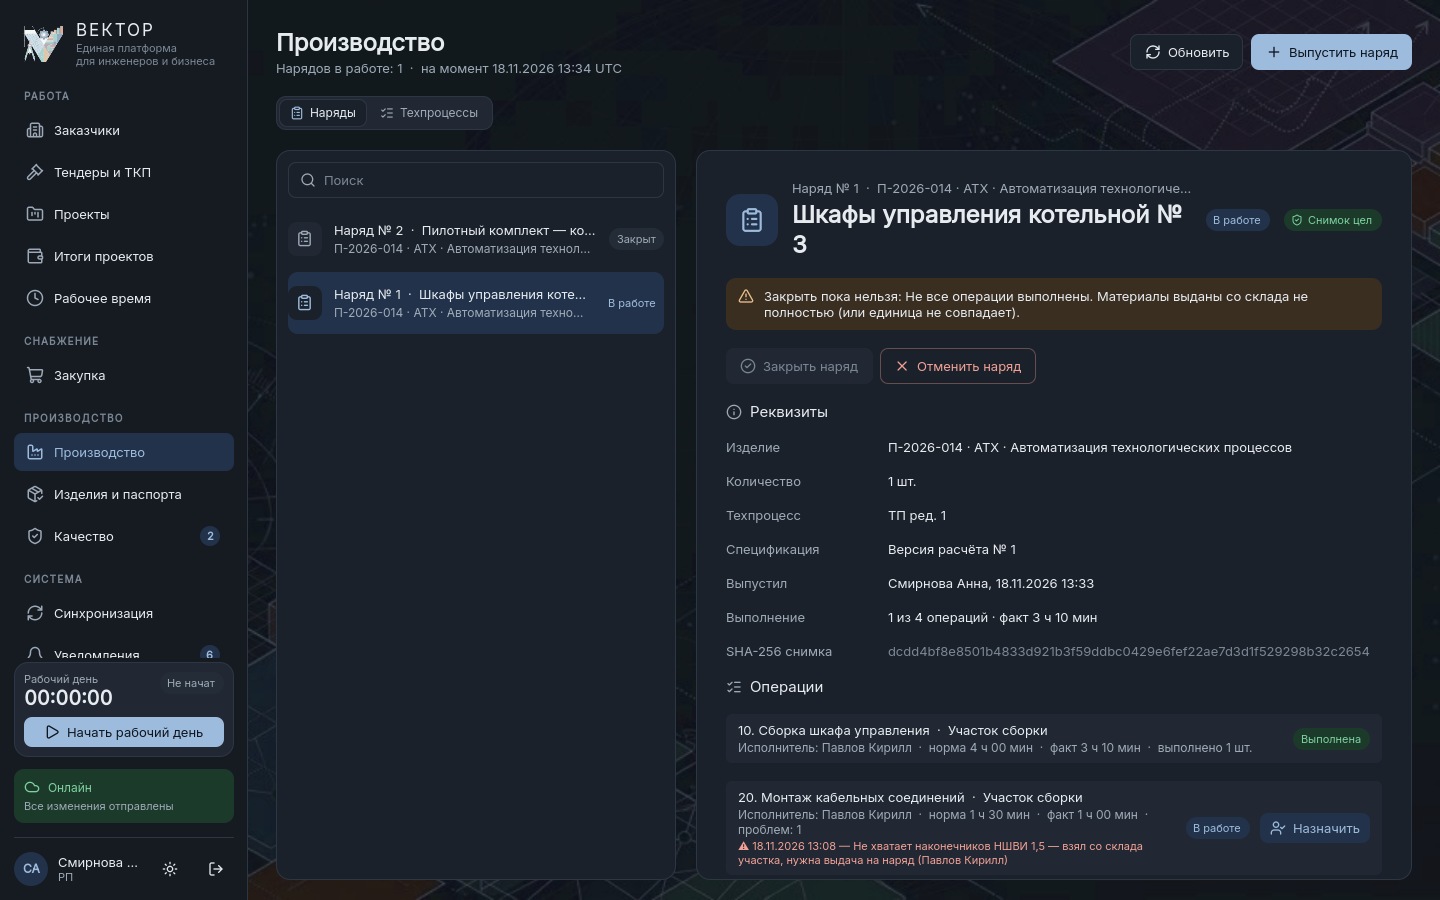 ВЕКТОР
Единая платформа
для инженеров и бизнеса
РАБОТА
Заказчики
Тендеры и ТКП
Проекты
Итоги проектов
Рабочее время
СНАБЖЕНИЕ
Закупка
ПРОИЗВОДСТВО
Производство
Изделия и паспорта
Качество 2
СИСТЕМА
Синхронизация
Уведомления 6
Рабочий день
00:00:00
Не начат
Начать рабочий день
Онлайн
Все изменения отправлены
СА
Смирнова ...
РП
Производство
Нарядов в работе: 1 · на момент 18.11.2026 13:34 UTC
Обновить
Выпустить наряд
Наряды
Техпроцессы
Поиск
Наряд № 2 · Пилотный комплект — ко...
П-2026-014 · АТХ · Автоматизация технол...
Закрыт
Наряд № 1 · Шкафы управления коте...
П-2026-014 · АТХ · Автоматизация техно...
В работе
Наряд № 1 · П-2026-014 · АТХ · Автоматизация технологиче...
Шкафы управления котельной №
3
В работе
Снимок цел
Закрыть пока нельзя: Не все операции выполнены. Материалы выданы со склада не
полностью (или единица не совпадает).
Закрыть наряд
Отменить наряд
Реквизиты
Изделие П-2026-014 · АТХ · Автоматизация технологических процессов
Количество 1 шт.
Техпроцесс ТП ред. 1
Спецификация Версия расчёта № 1
Выпустил Смирнова Анна, 18.11.2026 13:33
Выполнение 1 из 4 операций · факт 3 ч 10 мин
SHA-256 снимка dcdd4bf8e8501b4833d921b3f59ddbc0429e6fef22ae7d3d1f529298b32c2654
Операции
10. Сборка шкафа управления · Участок сборки
Исполнитель: Павлов Кирилл · норма 4 ч 00 мин · факт 3 ч 10 мин · выполнено 1 шт.
Выполнена
20. Монтаж кабельных соединений · Участок сборки
Исполнитель: Павлов Кирилл · норма 1 ч 30 мин · факт 1 ч 00 мин ·
проблем: 1
18.11.2026 13:08 — Не хватает наконечников НШВИ 1,5 — взял со склада
участка, нужна выдача на наряд (Павлов Кирилл)
В работе
Назначить